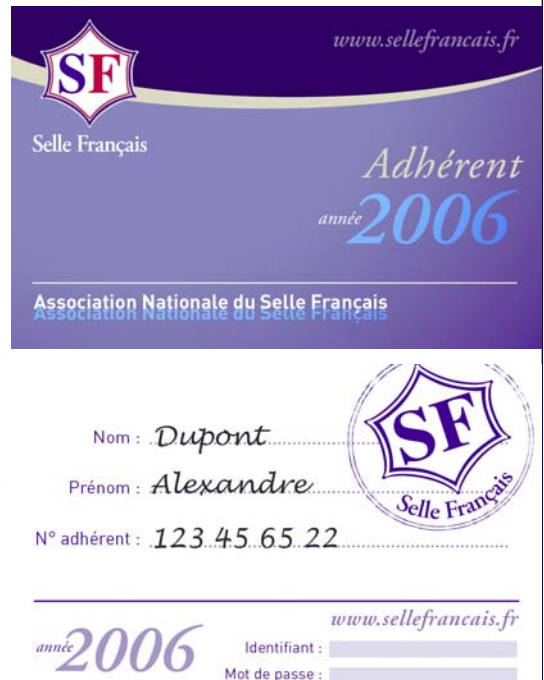 www.sellefrancais.fr
SF
Selle Français
Adhérent
année 2006
Association Nationale du Selle Français
Association Nationale du Selle Français
SF
Selle Français
Nom : Dupont
Prénom : Alexandre
N° adhérent : 123 45 65 22
www.sellefrancais.fr
année 2006
Identifiant :
Mot de passe :